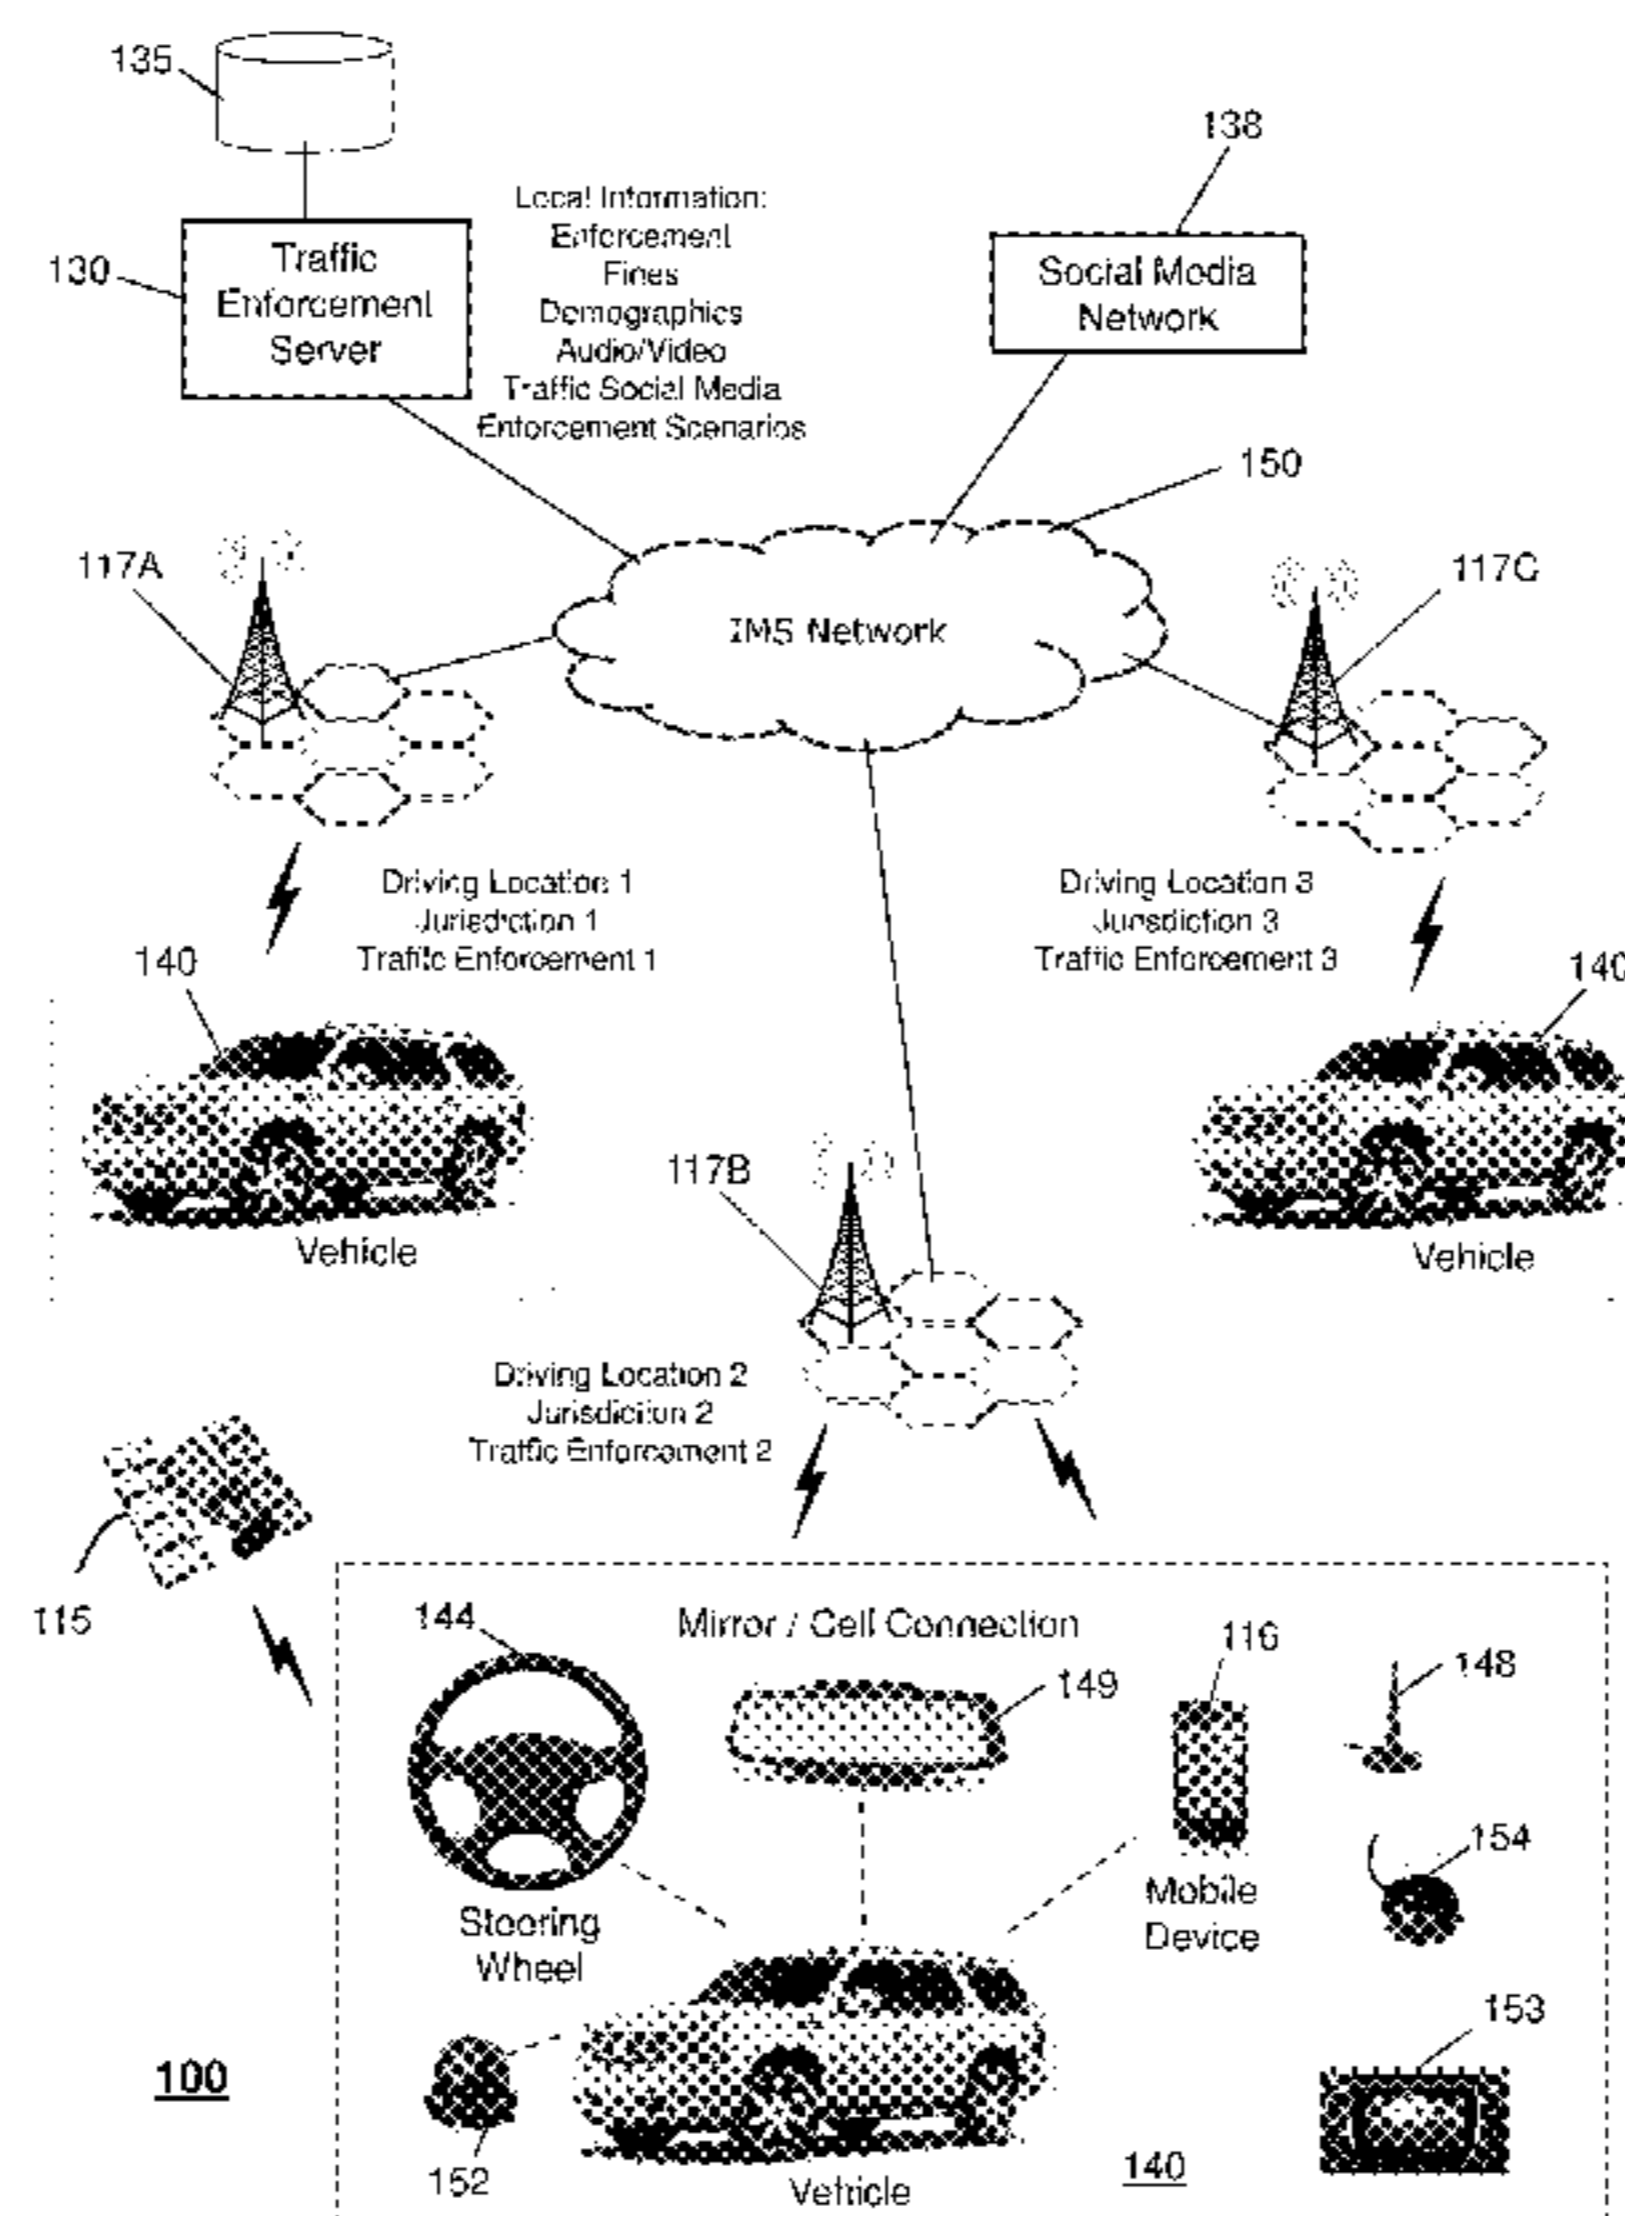 135
138
Local Information:
Enforcement
Fines
Demographics
Audio/Video
Traffic Social Media
Enforcement Scenarios
130
Traffic
Enforcement
Server
Social Media
Network
150
117A
117C
IMS Network
Driving Location 1
Jurisdiction 1
Traffic Enforcement 1
Driving Location 3
Jurisdiction 3
Traffic Enforcement 3
140
140
Vehicle
Vehicle
117B
Driving Location 2
Jurisdiction 2
Traffic Enforcement 2
115
144
Mirror / Cell Connection
116
148
149
154
Steering
Wheel
Mobile
Device
153
100
152
Vehicle
140